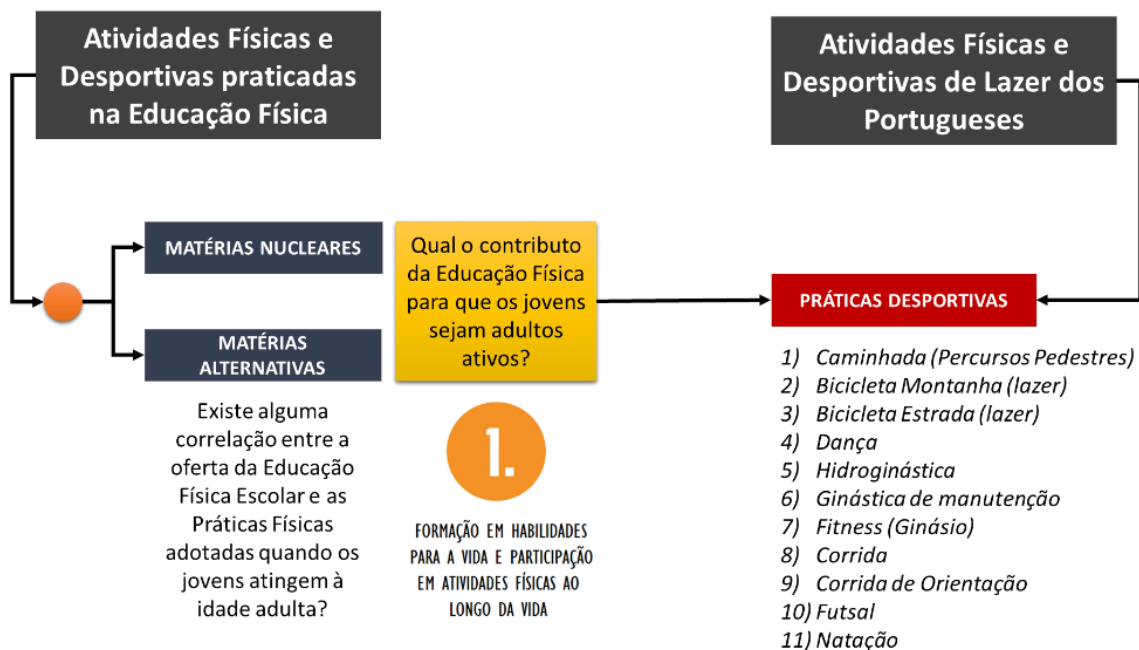 Atividades Físicas e
Desportivas praticadas
na Educação Física
Atividades Físicas e
Desportivas de Lazer dos
Portugueses
MATÉRIAS NUCLEARES
MATÉRIAS
ALTERNATIVAS
Existe alguma
correlação entre a
oferta da Educação
Física Escolar e as
Práticas Físicas
adotadas quando os
jovens atingem à
idade adulta?
Qual o contributo
da Educação Física
para que os jovens
sejam adultos
ativos?
1.
FORMAÇÃO EM HABILIDADES
PARA A VIDA E PARTICIPAÇÃO
EM ATIVIDADES FÍSICAS AO
LONGO DA VIDA
PRÁTICAS DESPORTIVAS
1) Caminhada (Percursos Pedestres)
2) Bicicleta Montanha (lazer)
3) Bicicleta Estrada (lazer)
4) Dança
5) Hidroginástica
6) Ginástica de manutenção
7) Fitness (Ginásio)
8) Corrida
9) Corrida de Orientação
10) Futsal
11) Natação